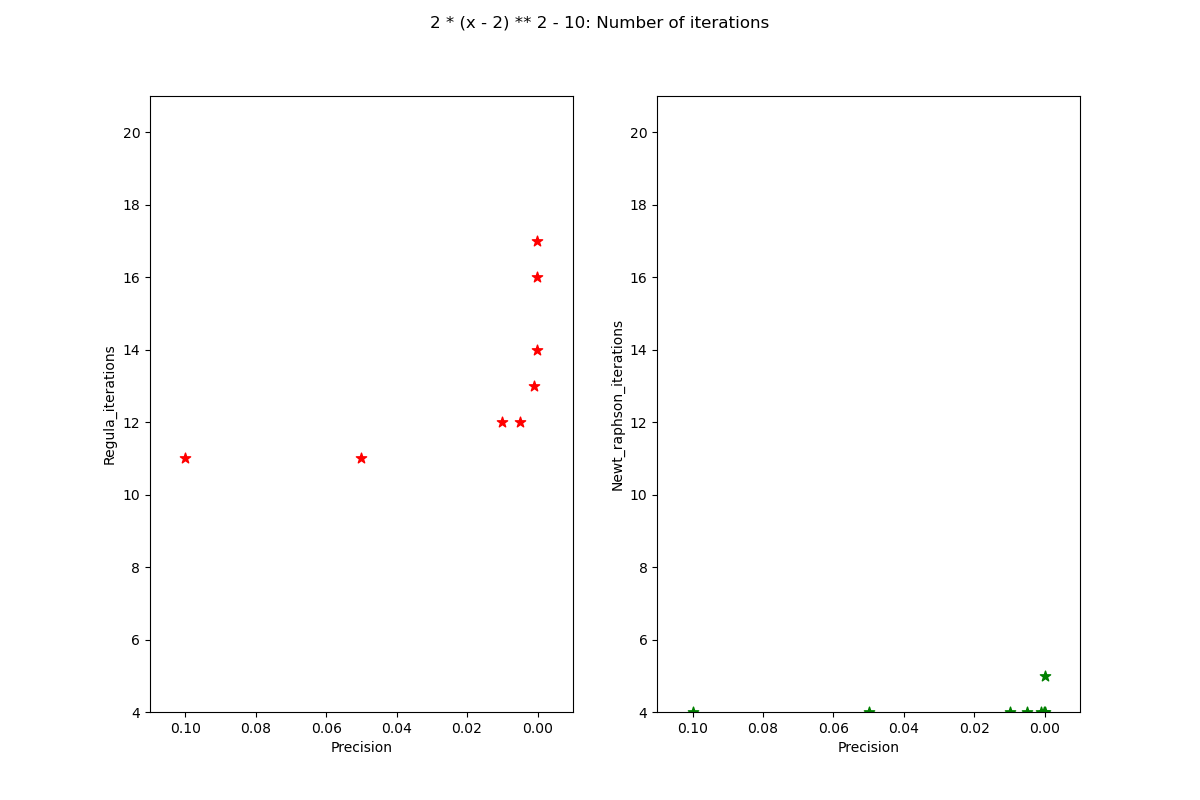 2 * (x - 2) ** 2 - 10: Number of iterations
Regula_iterations
20
18
16
14
12
10
8
6
4
0.10 0.08 0.06 0.04 0.02 0.00
Precision
Newt_raphson_iterations
20
18
16
14
12
10
8
6
4
0.10 0.08 0.06 0.04 0.02 0.00
Precision